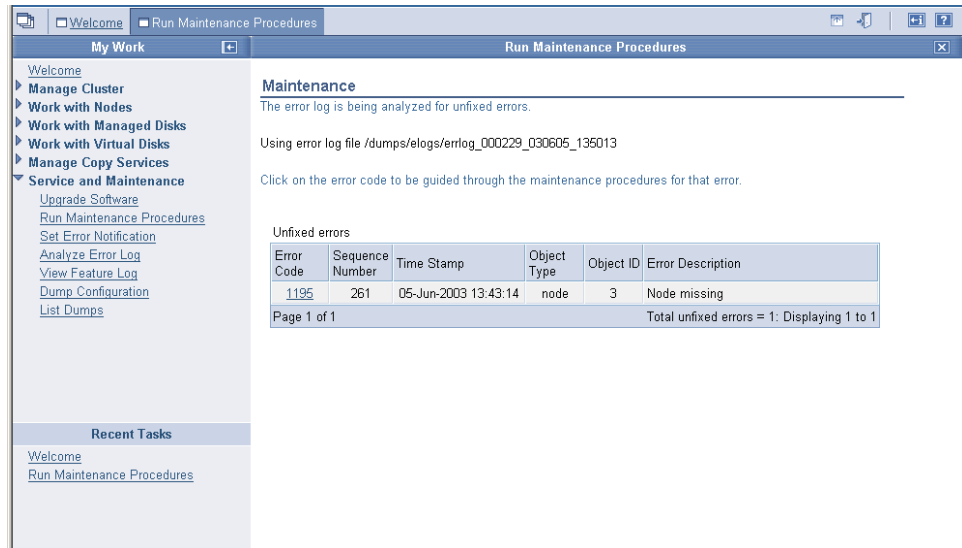 Welcome
Run Maintenance Procedures
My Work
Run Maintenance Procedures
Welcome
Manage Cluster
Work with Nodes
Work with Managed Disks
Work with Virtual Disks
Manage Copy Services
Service and Maintenance
Upgrade Software
Run Maintenance Procedures
Set Error Notification
Analyze Error Log
View Feature Log
Dump Configuration
List Dumps
Recent Tasks
Welcome
Run Maintenance Procedures
Maintenance
The error log is being analyzed for unfixed errors.
Using error log file /dumps/elogs/errlog_000229_030605_135013
Click on the error code to be guided through the maintenance procedures for that error.
Unfixed errors
Error Code Sequence Number Time Stamp Object Type Object ID Error Description
1195 261 05-Jun-2003 13:43:14 node 3 Node missing
Page 1 of 1 Total unfixed errors = 1: Displaying 1 to 1